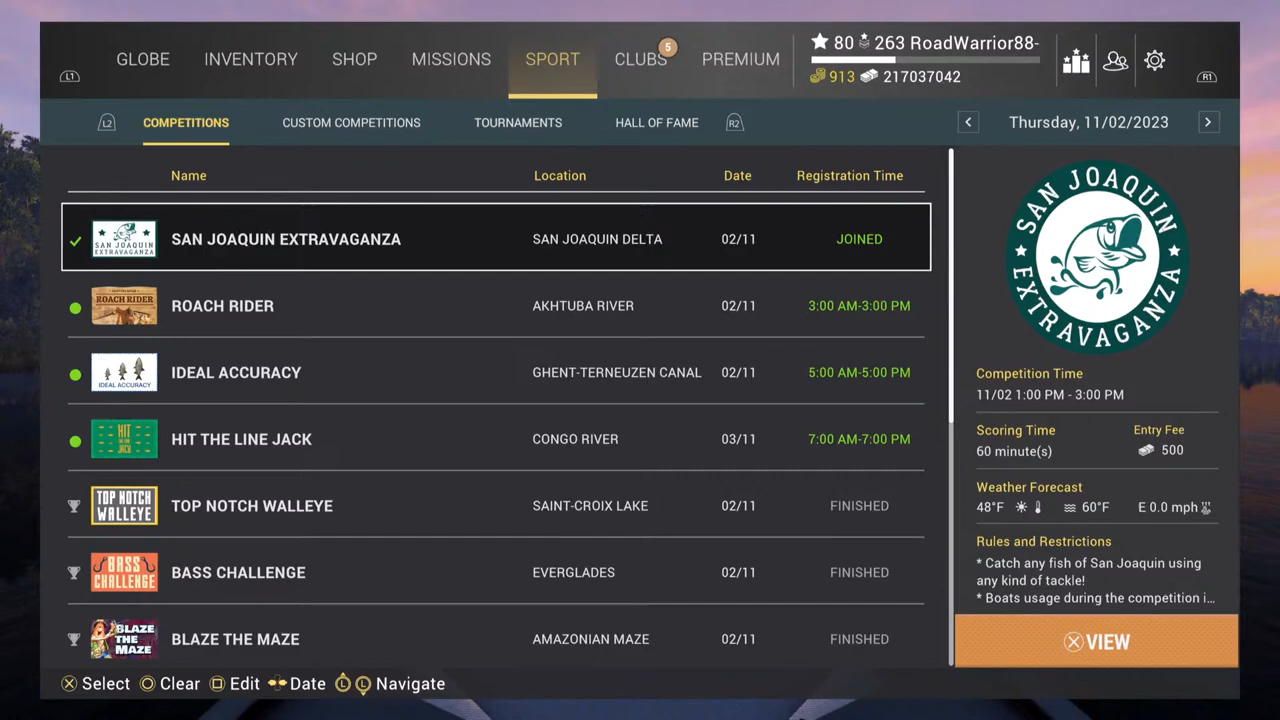 GLOBE INVENTORY SHOP MISSIONS SPORT CLUBS 5 PREMIUM
80 263 RoadWarrior88-
913 217037042
L1 R1
L2 COMPETITIONS CUSTOM COMPETITIONS TOURNAMENTS HALL OF FAME R2
< Thursday, 11/02/2023 >
Name Location Date Registration Time
SAN JOAQUIN EXTRAVAGANZA SAN JOAQUIN EXTRAVAGANZA SAN JOAQUIN DELTA 02/11 JOINED
ROACH RIDER ROACH RIDER AKHTUBA RIVER 02/11 3:00 AM-3:00 PM
IDEAL ACCURACY IDEAL ACCURACY GHENT-TERNEUZEN CANAL 02/11 5:00 AM-5:00 PM
HIT THE LINE JACK HIT THE LINE JACK CONGO RIVER 03/11 7:00 AM-7:00 PM
TOP NOTCH WALLEYE TOP NOTCH WALLEYE SAINT-CROIX LAKE 02/11 FINISHED
BASS CHALLENGE BASS CHALLENGE EVERGLADES 02/11 FINISHED
BLAZE THE MAZE BLAZE THE MAZE AMAZONIAN MAZE 02/11 FINISHED
SAN JOAQUIN
EXTRAVAGANZA
Competition Time
11/02 1:00 PM - 3:00 PM
Scoring Time Entry Fee
60 minute(s) 500
Weather Forecast
48°F 60°F E 0.0 mph
Rules and Restrictions
* Catch any fish of San Joaquin using
any kind of tackle!
* Boats usage during the competition i...
VIEW
Select Clear Edit Date L L Navigate